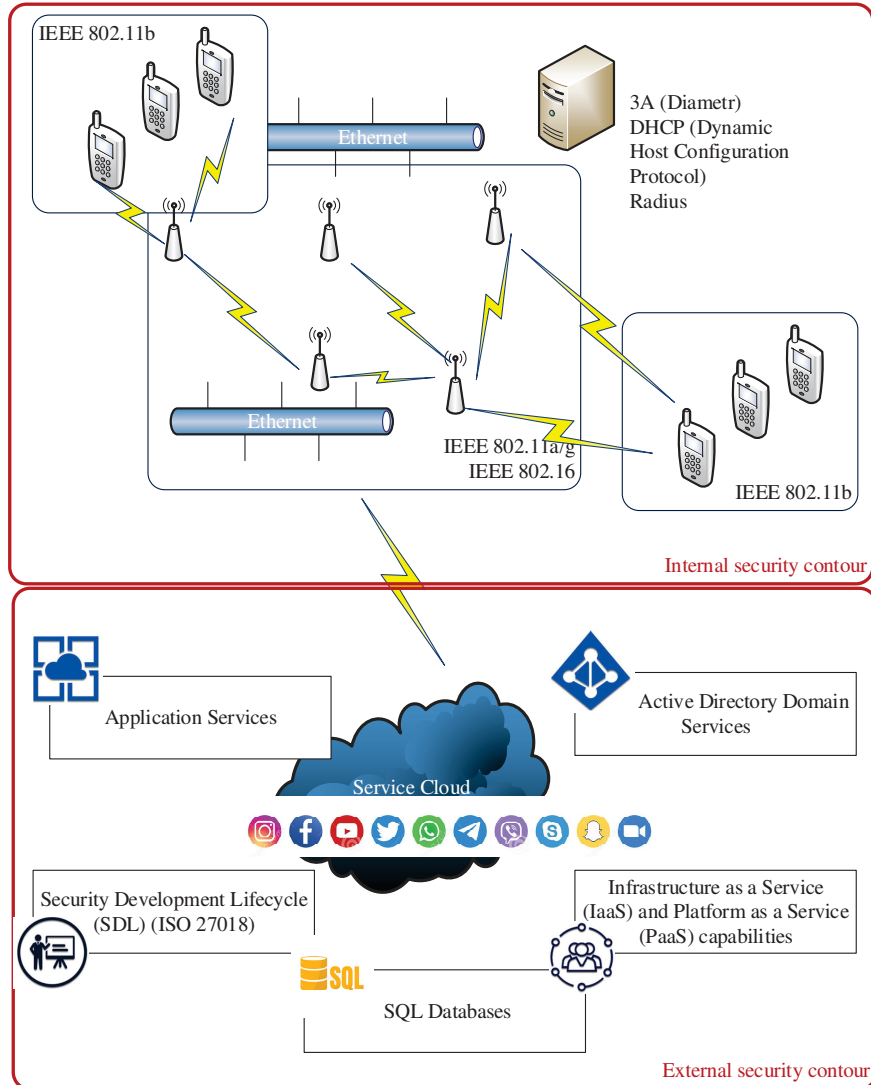 IEEE 802.11b
Ethernet
3A (Diametr)
DHCP (Dynamic
Host Configuration
Protocol)
Radius
Ethernet
IEEE 802.11a/g
IEEE 802.16
IEEE 802.11b
Internal security contour
Application Services
Active Directory Domain
Services
Service Cloud
Security Development Lifecycle
(SDL) (ISO 27018)
Infrastructure as a Service
(IaaS) and Platform as a Service
(PaaS) capabilities
SQL
SQL Databases
External security contour